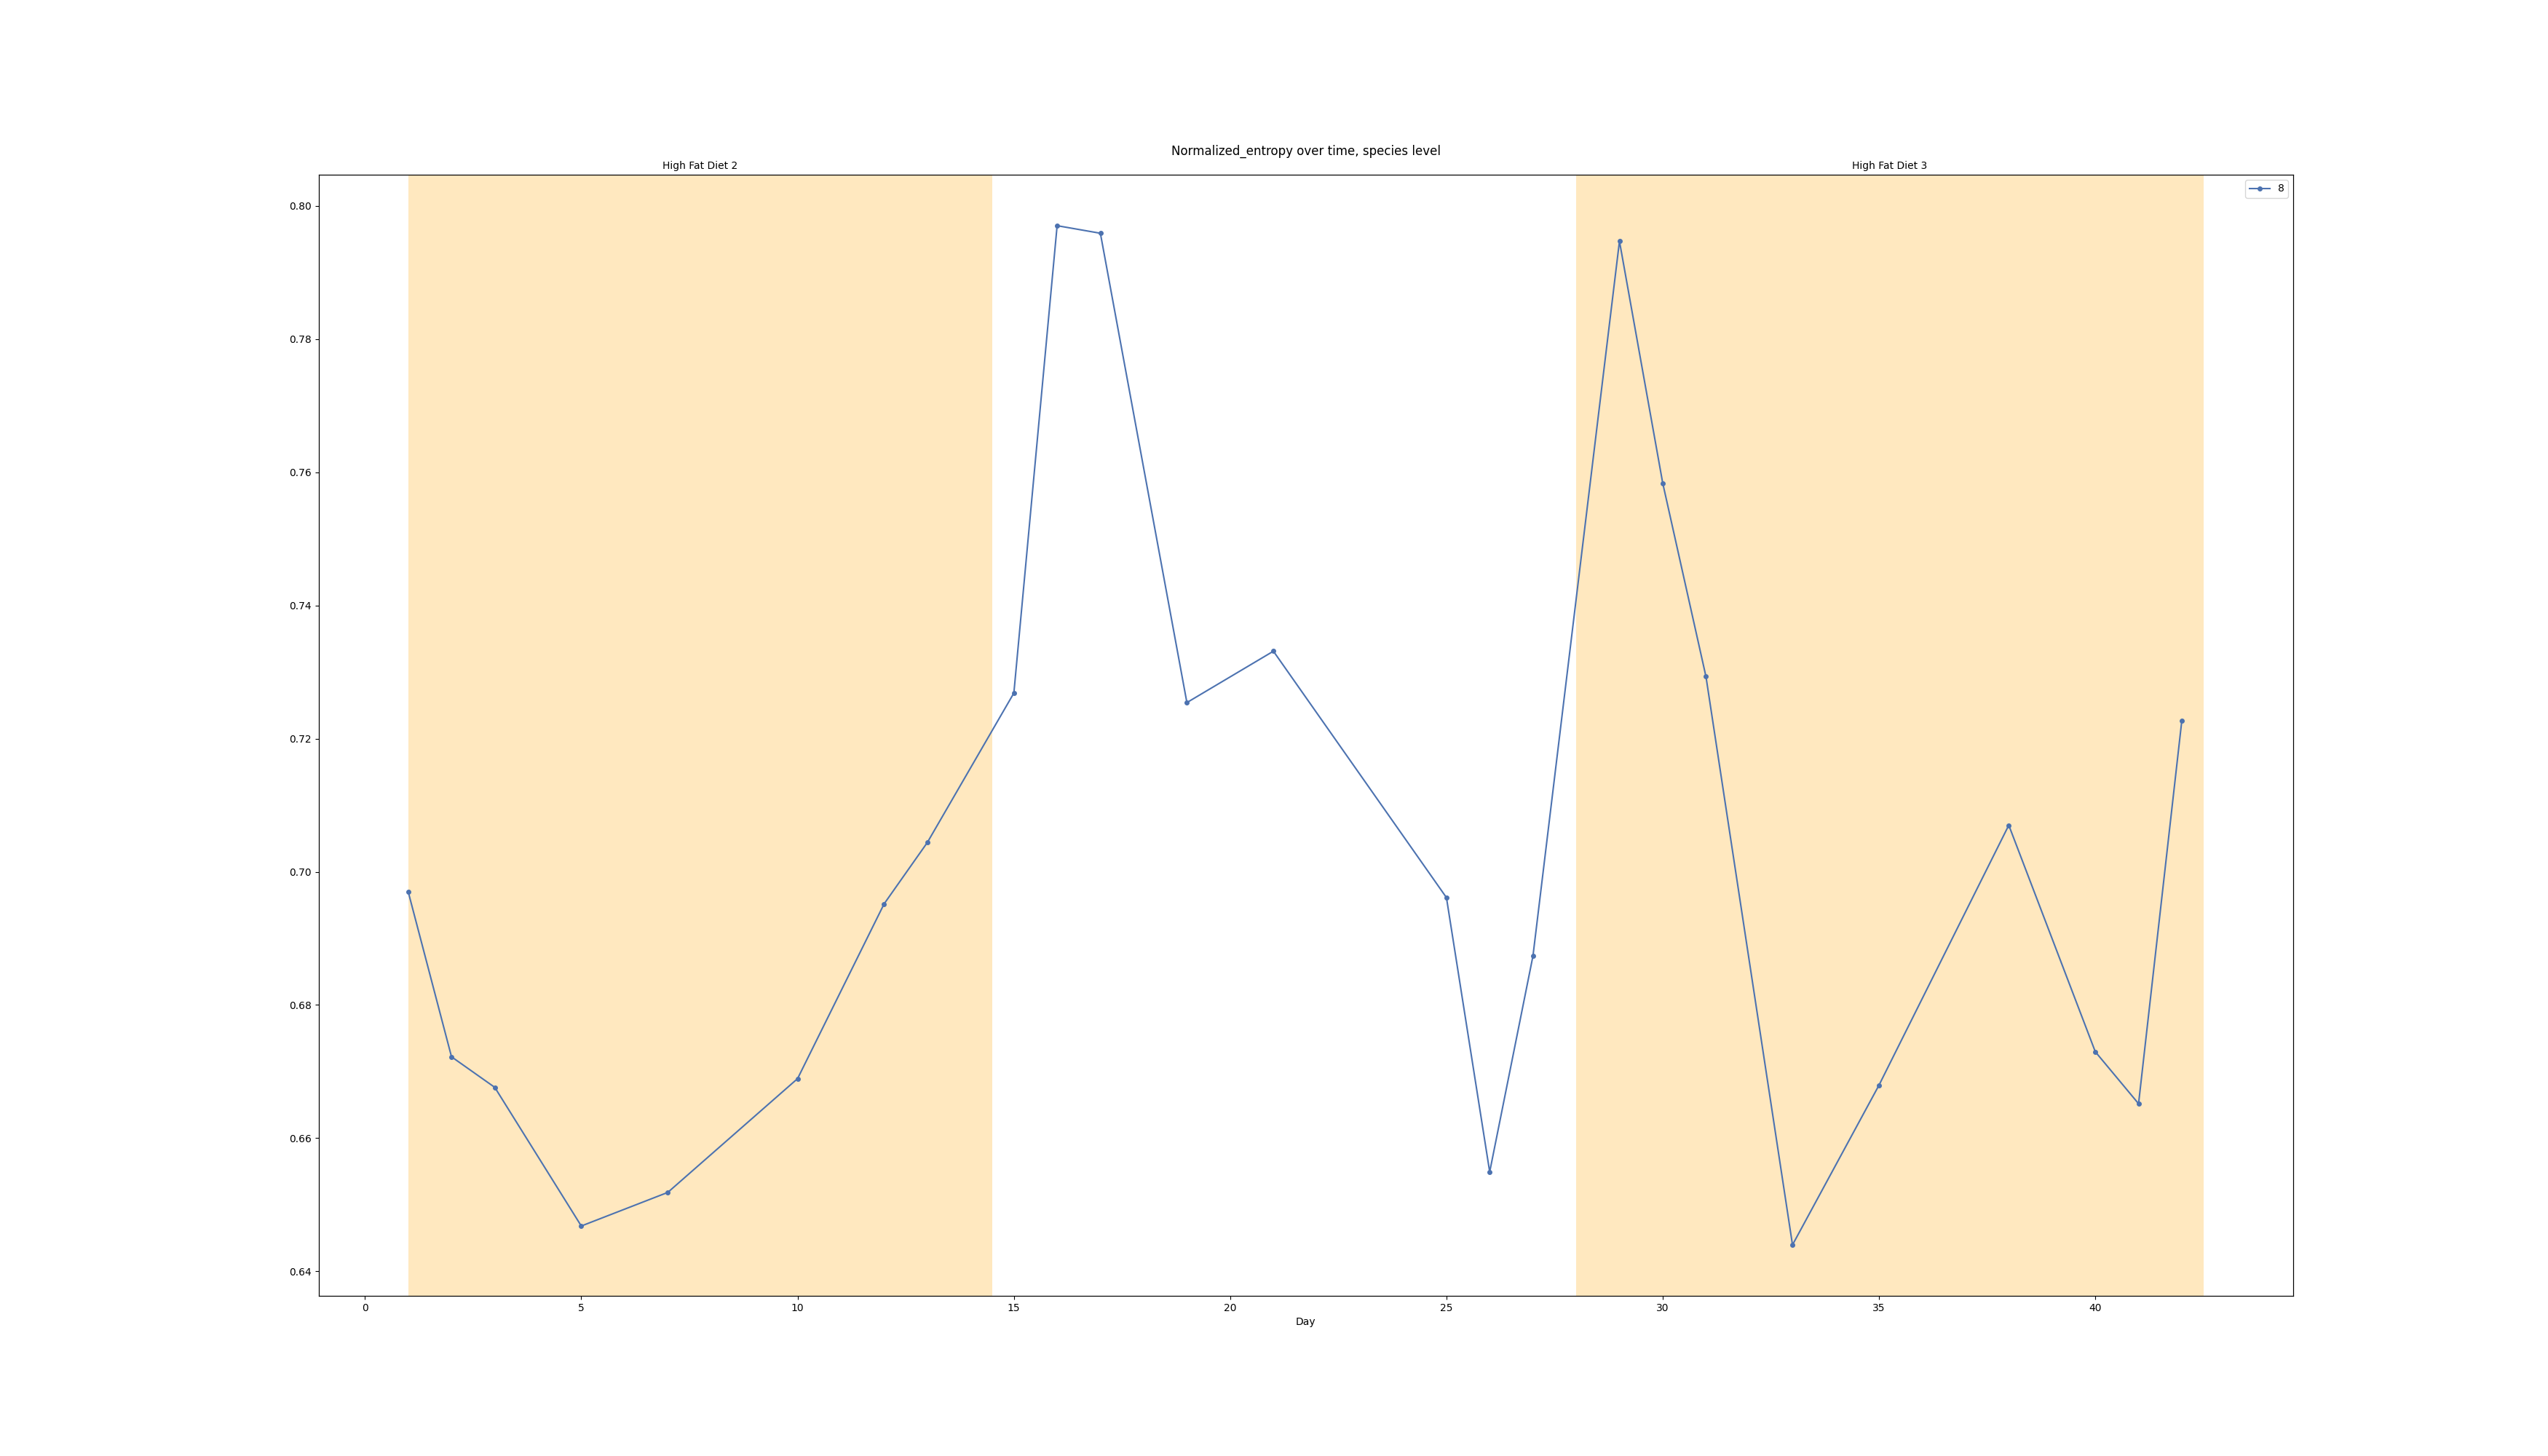 Normalized_entropy over time, species level
High Fat Diet 2
High Fat Diet 3
8
0.80
0.78
0.76
0.74
0.72
0.70
0.68
0.66
0.64
0 5 10 15 20 25 30 35 40
Day